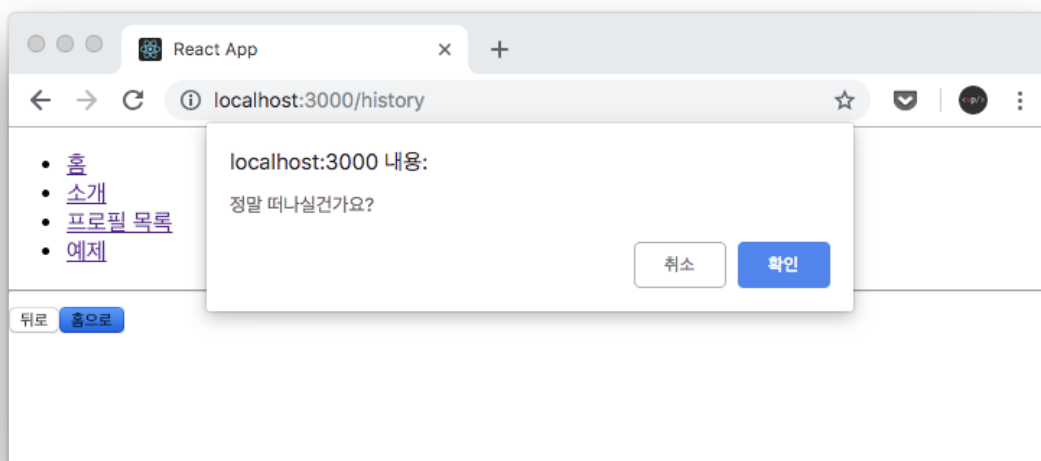 React App
localhost:3000/history
localhost:3000 내용:
정말 떠나실건가요?
취소 확인
홈
소개
프로필 목록
예제
뒤로 홈으로